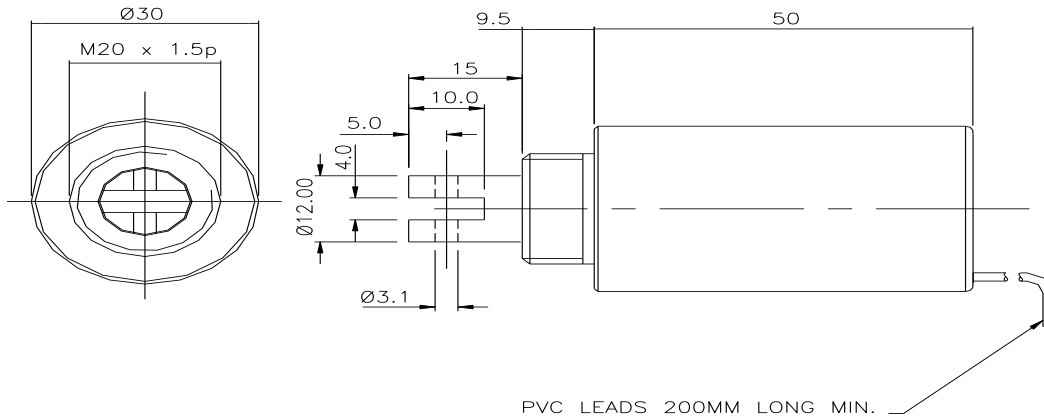 Ø30
M20 × 1.5p
9.5
50
15
10.0
5.0
4.0
Ø12.00
Ø3.1
PVC LEADS 200MM LONG MIN.